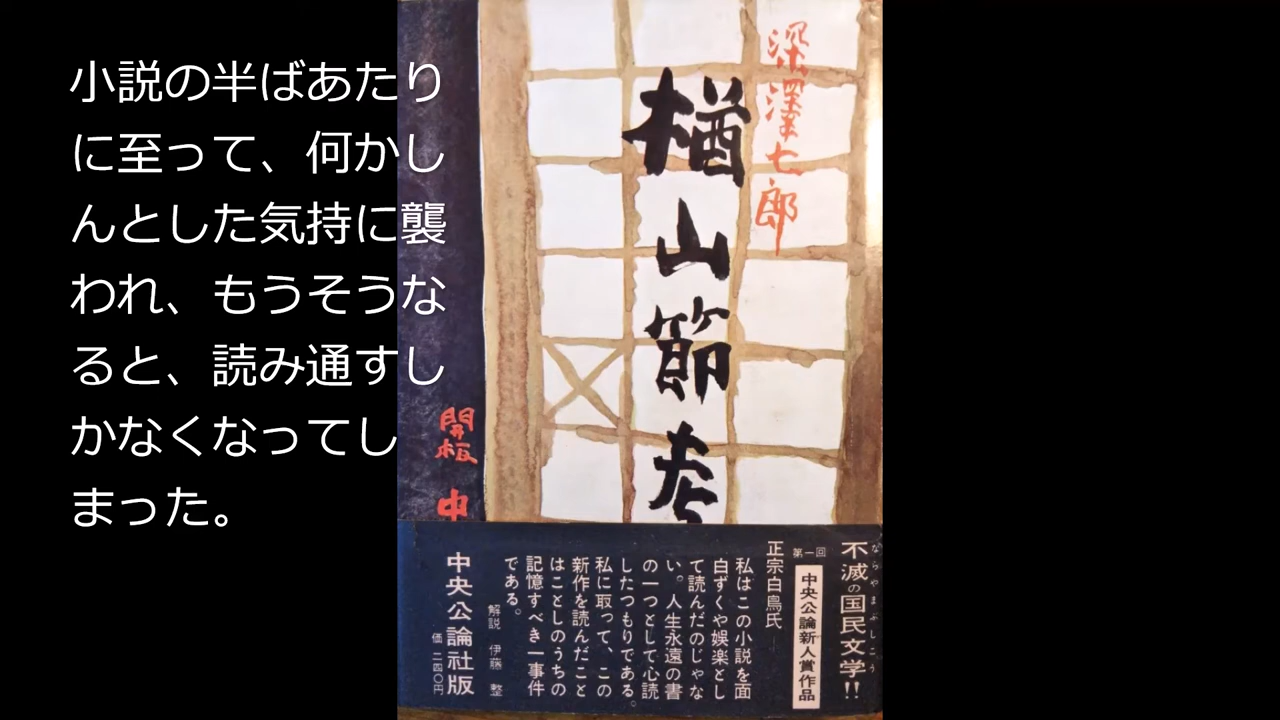 小説の半ばあたり
に至って、何かし
んとした気持に襲
われ、もうそうな
ると、読み通すし
かなくなってし
まった。
深澤七郎
楢山節考
開板
中
ならやまぶしこう
不滅の国民文学!!
第一回
中央公論新人賞作品
正宗白鳥氏
私はこの小説を面
白ずくや娯楽とし
て読んだのじゃな
い。人生永遠の書
の一つとして心読
したつもりである。
私に取って、この
新作を読んだこと
はことしのうちの
記憶すべき一事件
である。
解説 伊藤 整
中央公論社版
価 二四〇円